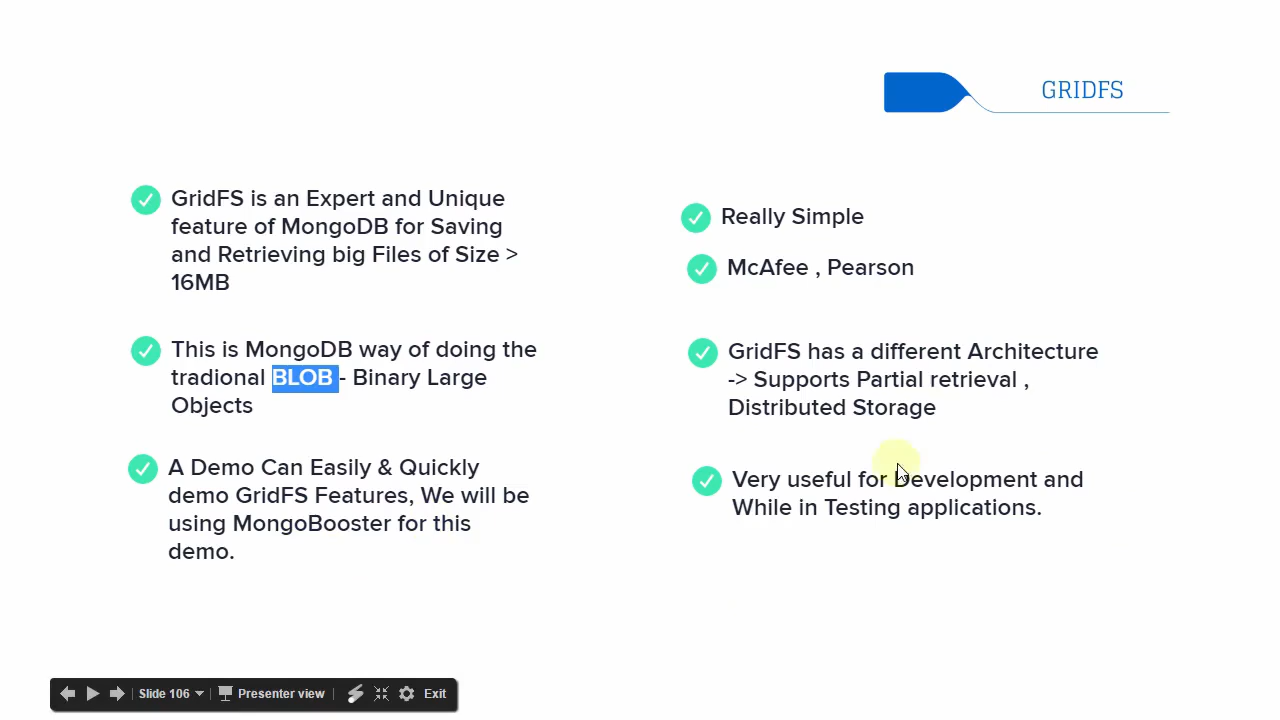 GRIDFS
GridFS is an Expert and Unique
feature of MongoDB for Saving
and Retrieving big Files of Size >
16MB
This is MongoDB way of doing the
tradional BLOB - Binary Large
Objects
A Demo Can Easily & Quickly
demo GridFS Features, We will be
using MongoBooster for this
demo.
Really Simple
McAfee , Pearson
GridFS has a different Architecture
-> Supports Partial retrieval ,
Distributed Storage
Very useful for Development and
While in Testing applications.
Slide 106
Presenter view
Exit